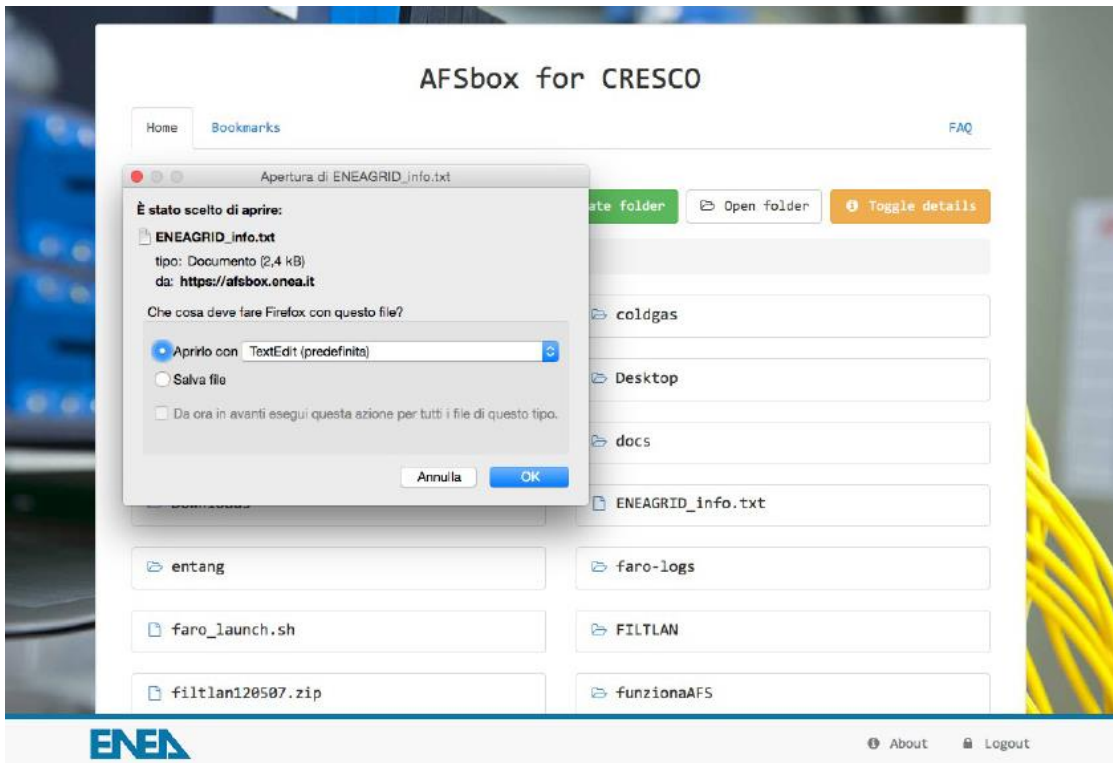 AFSbox for CRESCO
Home Bookmarks FAQ
Apertura di ENEAGRID_info.txt
È stato scelto di aprire:
ENEAGRID_info.txt
tipo: Documento (2,4 kB)
da: https://afsbox.enea.it
Che cosa deve fare Firefox con questo file?
Aprirlo con TextEdit (predefinita)
Salva file
Da ora in avanti esegui questa azione per tutti i file di questo tipo.
Annulla OK
ate folder Open folder Toggle details
coldgas
Desktop
docs
ENEAGRID_info.txt
entang faro-logs
faro_launch.sh FILTLAN
filtlan120507.zip funzionaAFS
ENEA About Logout